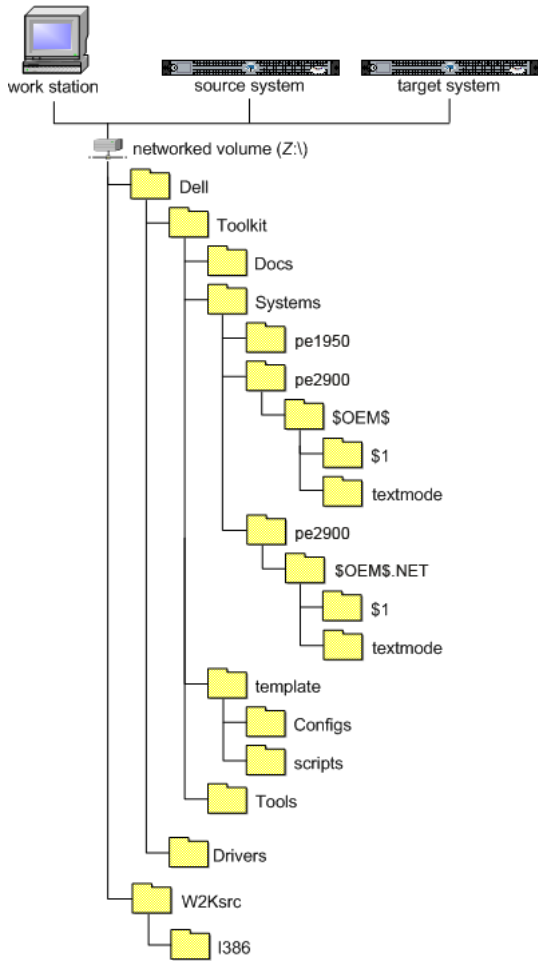 work station
source system
target system
networked volume (Z:\)
Dell
Toolkit
Docs
Systems
pe1950
pe2900
$OEM$
$1
textmode
pe2900
$OEM$.NET
$1
textmode
template
Configs
scripts
Tools
Drivers
W2Ksrc
I386